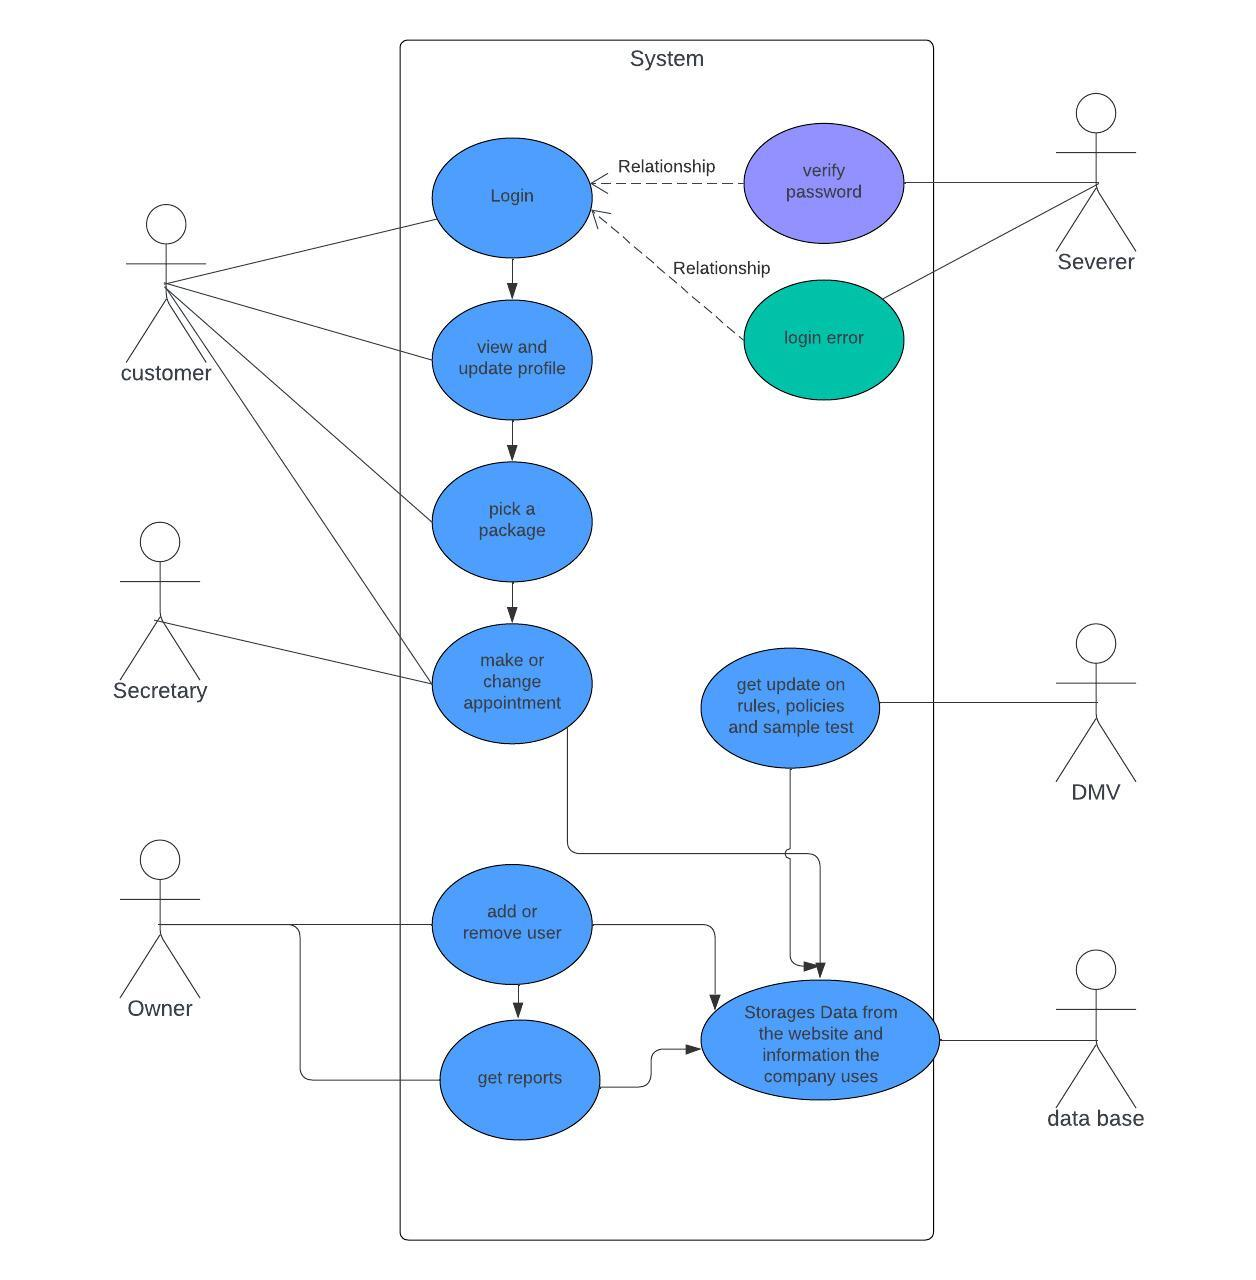 System
Login
Relationship
verify
password
Severer
customer
Relationship
login error
view and
update profile
pick a
package
Secretary
make or
change
appointment
get update on
rules, policies
and sample test
DMV
Owner
add or
remove user
get reports
Storages Data from
the website and
information the
company uses
data base